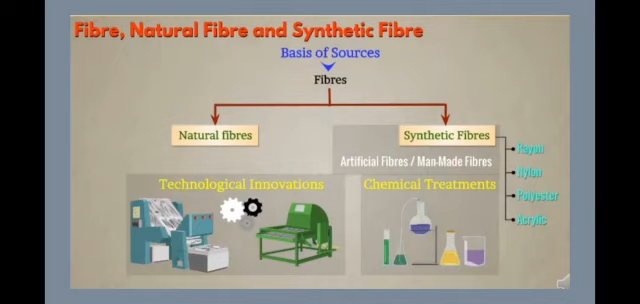 Fibre, Natural Fibre and Synthetic Fibre
Basis of Sources
Fibres
Natural fibres
Synthetic Fibres
Artificial Fibres / Man-Made Fibres
Rayon
Nylon
Polyester
Acrylic
Technological Innovations
Chemical Treatments